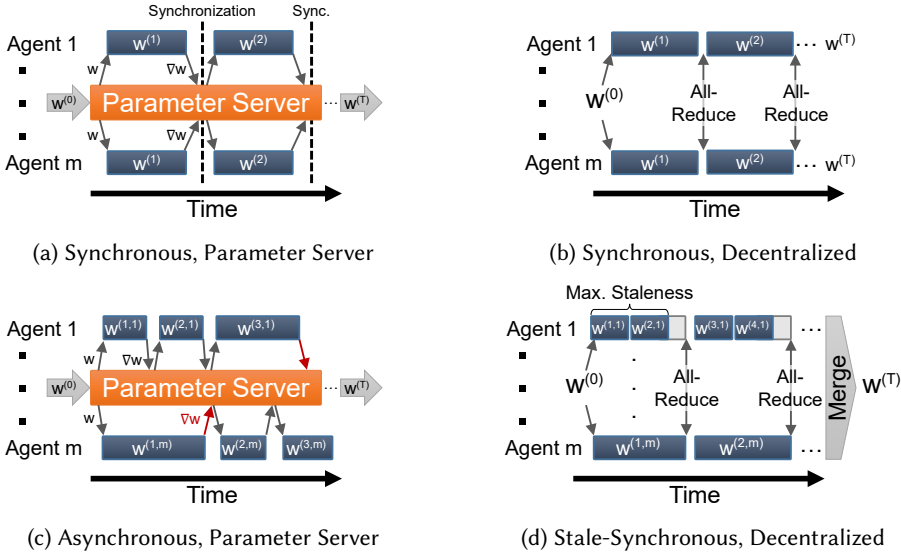 Synchronization Sync.
Agent 1 w(1) w(2)
w ∇w
w(0) Parameter Server ... w(T)
w ∇w
Agent m w(1) w(2)
Time
(a) Synchronous, Parameter Server
Agent 1 w(1) w(2) ... w(T)
w(0) All-Reduce All-Reduce
Agent m w(1) w(2) ... w(T)
Time
(b) Synchronous, Decentralized
Agent 1 w(1,1) w(2,1) w(3,1)
w ∇w
w(0) Parameter Server ... w(T)
w ∇w
Agent m w(1,m) w(2,m) w(3,m)
Time
(c) Asynchronous, Parameter Server
Max. Staleness
Agent 1 w(1,1) w(2,1) w(3,1) w(4,1) ...
w(0) All-Reduce All-Reduce Merge w(T)
Agent m w(1,m) w(2,m) ...
Time
(d) Stale-Synchronous, Decentralized